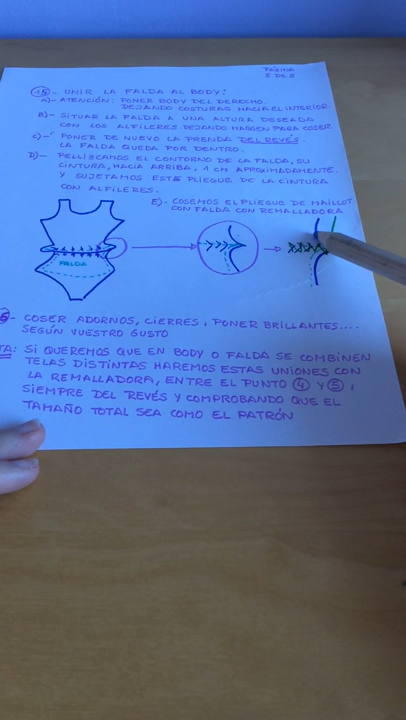 PÁGINA
5 DE 5
15- UNIR LA FALDA AL BODY:
A)- ATENCIÓN: PONER BODY DEL DERECHO.
DEJANDO COSTURAS HACIA EL INTERIOR.
B)- SITUAR LA FALDA A UNA ALTURA DESEADA
CON LOS ALFILERES DEJANDO MARGEN PARA COSER
C)- PONER DE NUEVO LA PRENDA DEL REVÉS.
LA FALDA QUEDA POR DENTRO.
D)- PELLIZCAMOS EL CONTORNO DE LA FALDA, SU
CINTURA, HACIA ARRIBA, 1 CM APROXIMADAMENTE.
Y SUJETAMOS ESTE PLIEGUE DE LA CINTURA
CON ALFILERES.
E)- COSEMOS EL PLIEGUE DE MAILLOT
CON FALDA CON REMALLADORA
FALDA
6- COSER ADORNOS, CIERRES, PONER BRILLANTES....
SEGÚN VUESTRO GUSTO
TA: SI QUEREMOS QUE EN BODY O FALDA SE COMBINEN
TELAS DISTINTAS HAREMOS ESTAS UNIONES CON
LA REMALLADORA, ENTRE EL PUNTO 4 Y 5,
SIEMPRE DEL REVÉS Y COMPROBANDO QUE EL
TAMAÑO TOTAL SEA COMO EL PATRÓN